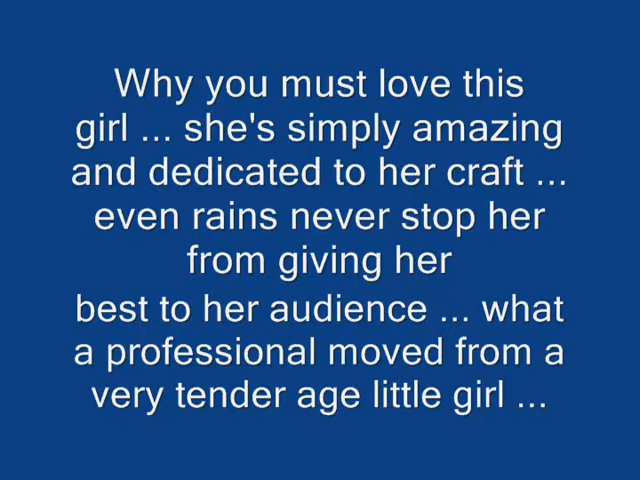 Why you must love this
girl ... she's simply amazing
and dedicated to her craft ...
even rains never stop her
from giving her
best to her audience ... what
a professional moved from a
very tender age little girl ...